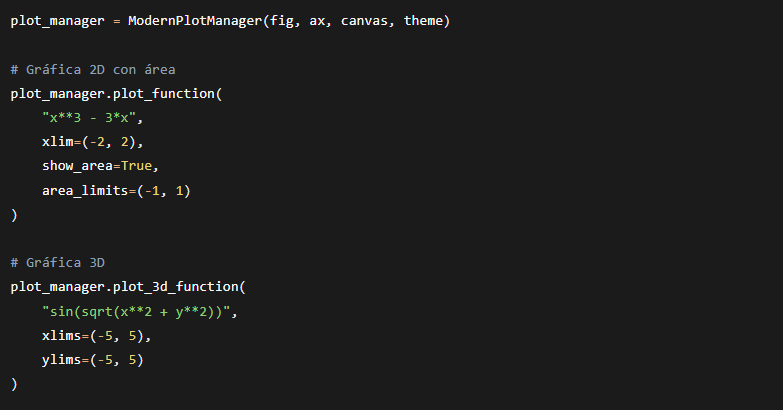 plot_manager = ModernPlotManager(fig, ax, canvas, theme)
# Gráfica 2D con área
plot_manager.plot_function(
    "x**3 - 3*x",
    xlim=(-2, 2),
    show_area=True,
    area_limits=(-1, 1)
)
# Gráfica 3D
plot_manager.plot_3d_function(
    "sin(sqrt(x**2 + y**2))",
    xlims=(-5, 5),
    ylims=(-5, 5)
)